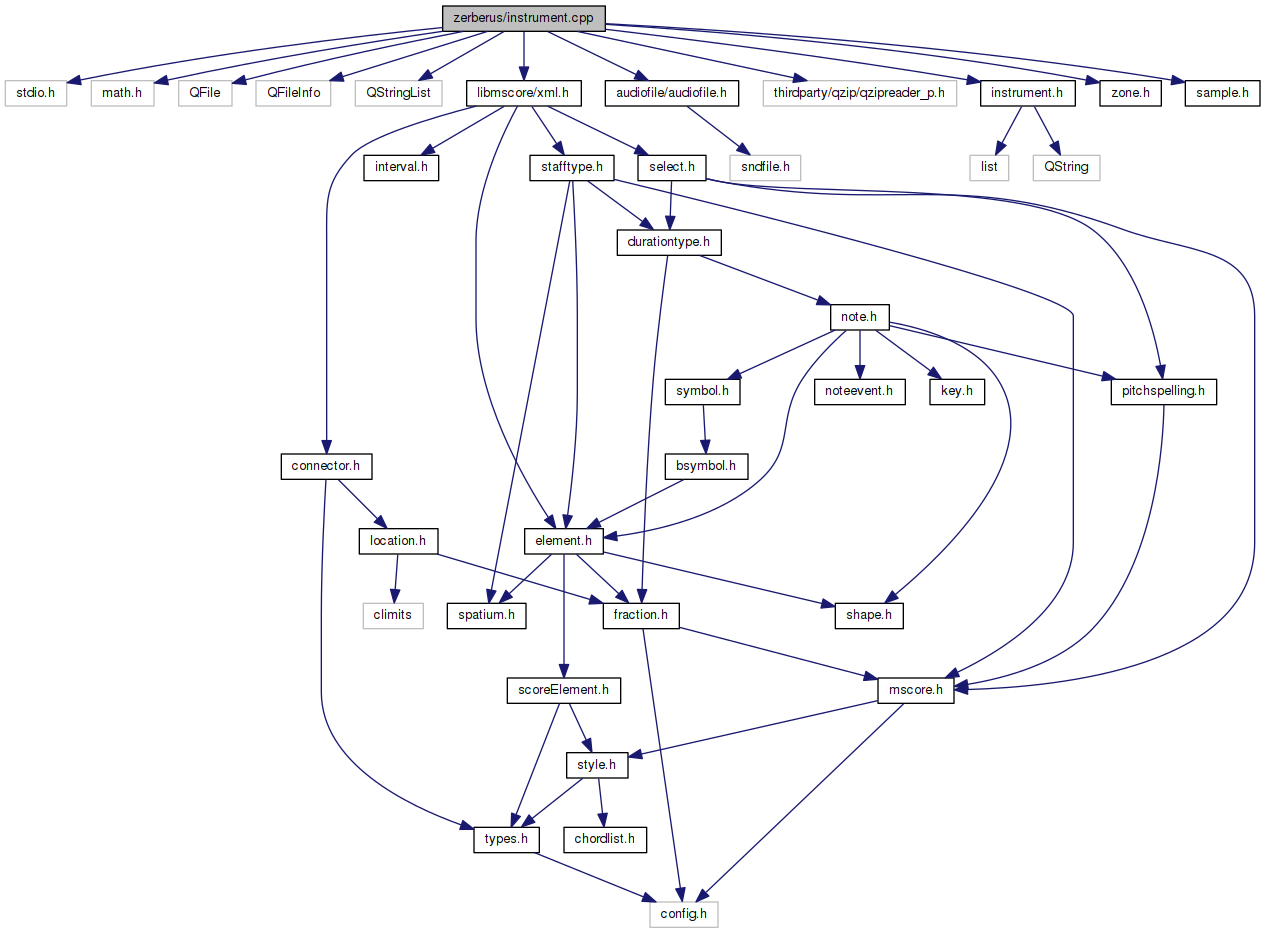 zerberus/instrument.cpp
stdio.h
math.h
QFile
QFileInfo
QStringList
libmscore/xml.h
audiofile/audiofile.h
thirdparty/qzip/qzipreader_p.h
instrument.h
zone.h
sample.h
interval.h
stafftype.h
select.h
sndfile.h
list
QString
durationtype.h
note.h
symbol.h
noteevent.h
key.h
pitchspelling.h
connector.h
bsymbol.h
location.h
element.h
climits
spatium.h
fraction.h
shape.h
scoreElement.h
mscore.h
style.h
types.h
chordlist.h
config.h